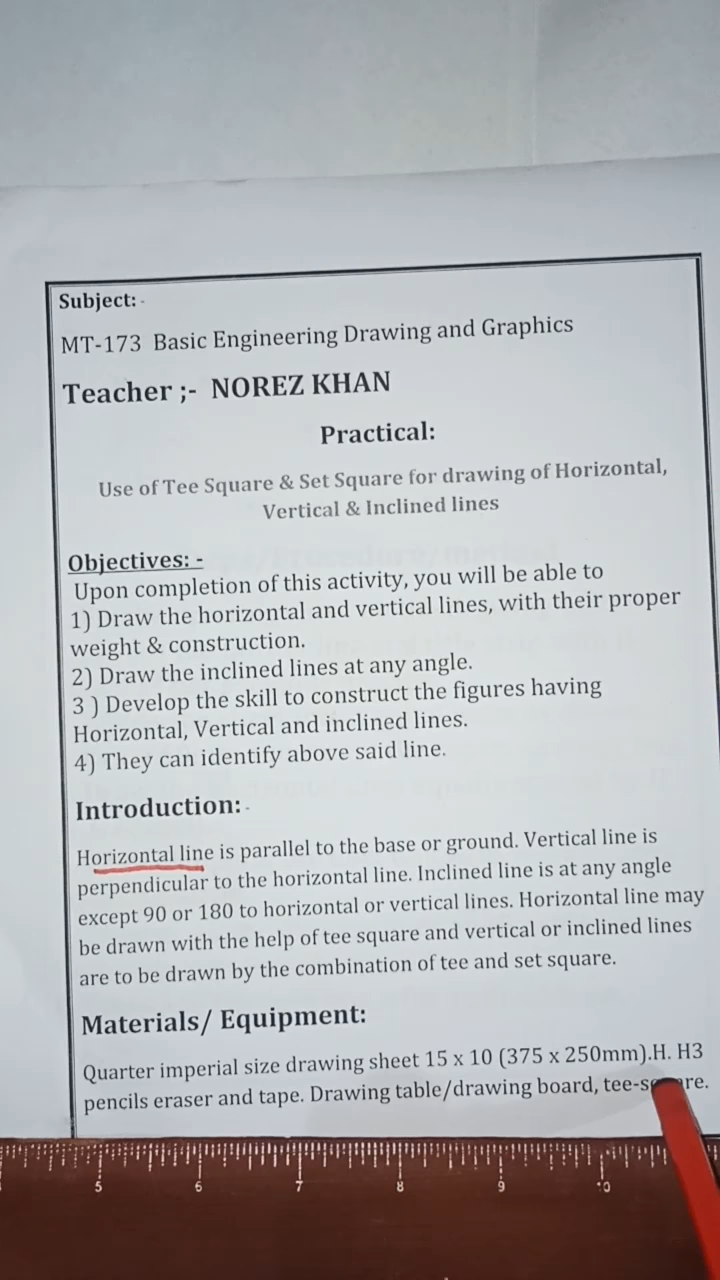 Subject: -
MT-173 Basic Engineering Drawing and Graphics
Teacher ;- NOREZ KHAN
Practical:
Use of Tee Square & Set Square for drawing of Horizontal,
Vertical & Inclined lines
Objectives: -
Upon completion of this activity, you will be able to
1) Draw the horizontal and vertical lines, with their proper
weight & construction.
2) Draw the inclined lines at any angle.
3 ) Develop the skill to construct the figures having
Horizontal, Vertical and inclined lines.
4) They can identify above said line.
Introduction: -
Horizontal line is parallel to the base or ground. Vertical line is
perpendicular to the horizontal line. Inclined line is at any angle
except 90 or 180 to horizontal or vertical lines. Horizontal line may
be drawn with the help of tee square and vertical or inclined lines
are to be drawn by the combination of tee and set square.
Materials/ Equipment:
Quarter imperial size drawing sheet 15 x 10 (375 x 250mm).H. H3
pencils eraser and tape. Drawing table/drawing board, tee-square.
5 6 7 8 9 10